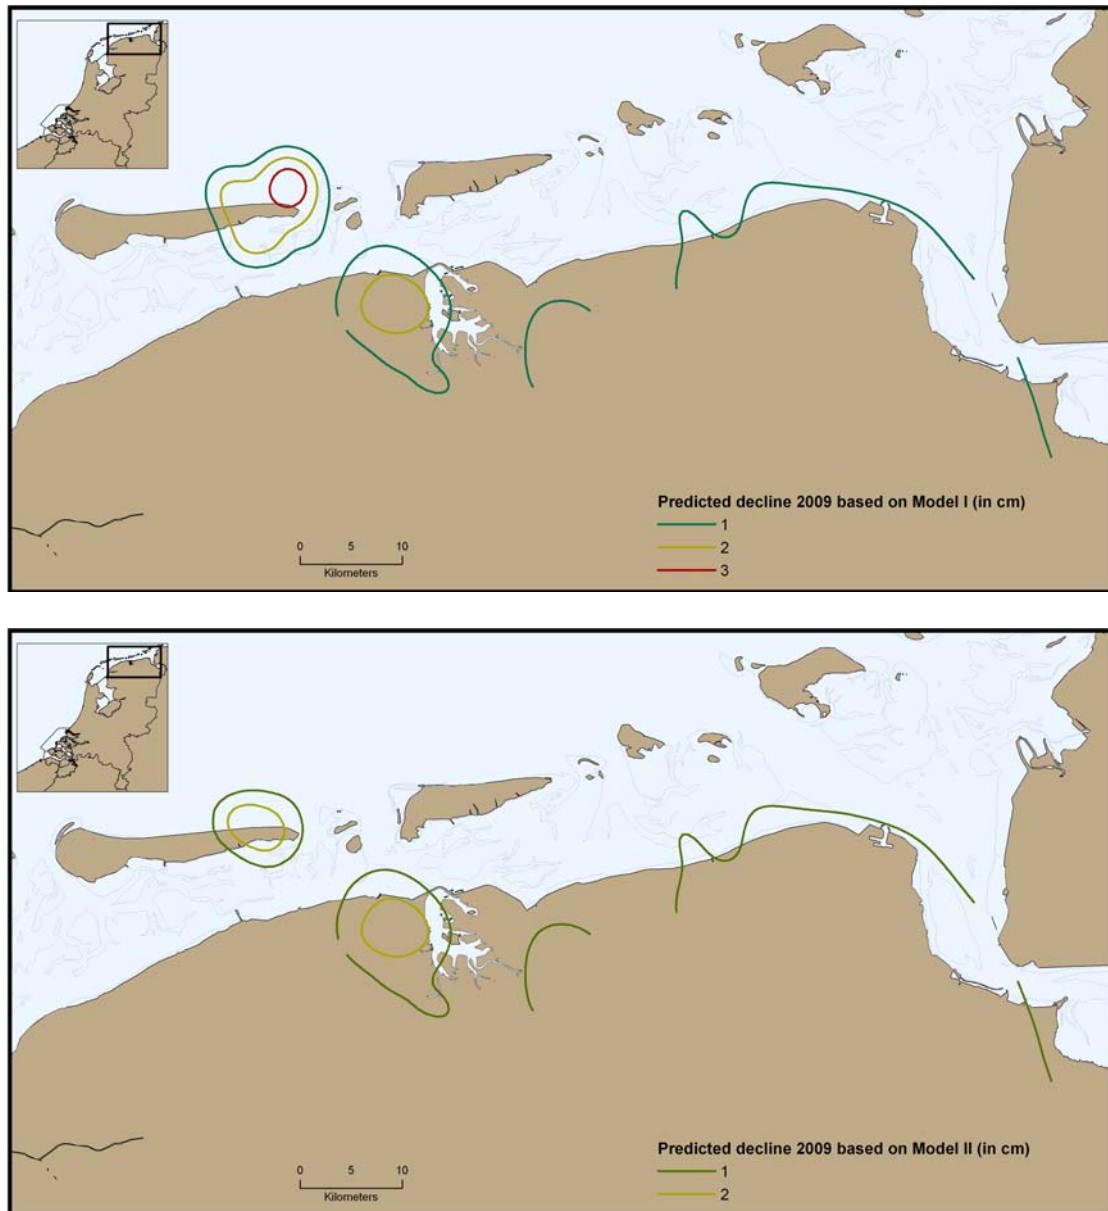 Predicted decline 2009 based on Model I (in cm)
1
2
3
0 5 10
Kilometers
Predicted decline 2009 based on Model II (in cm)
1
2
0 5 10
Kilometers